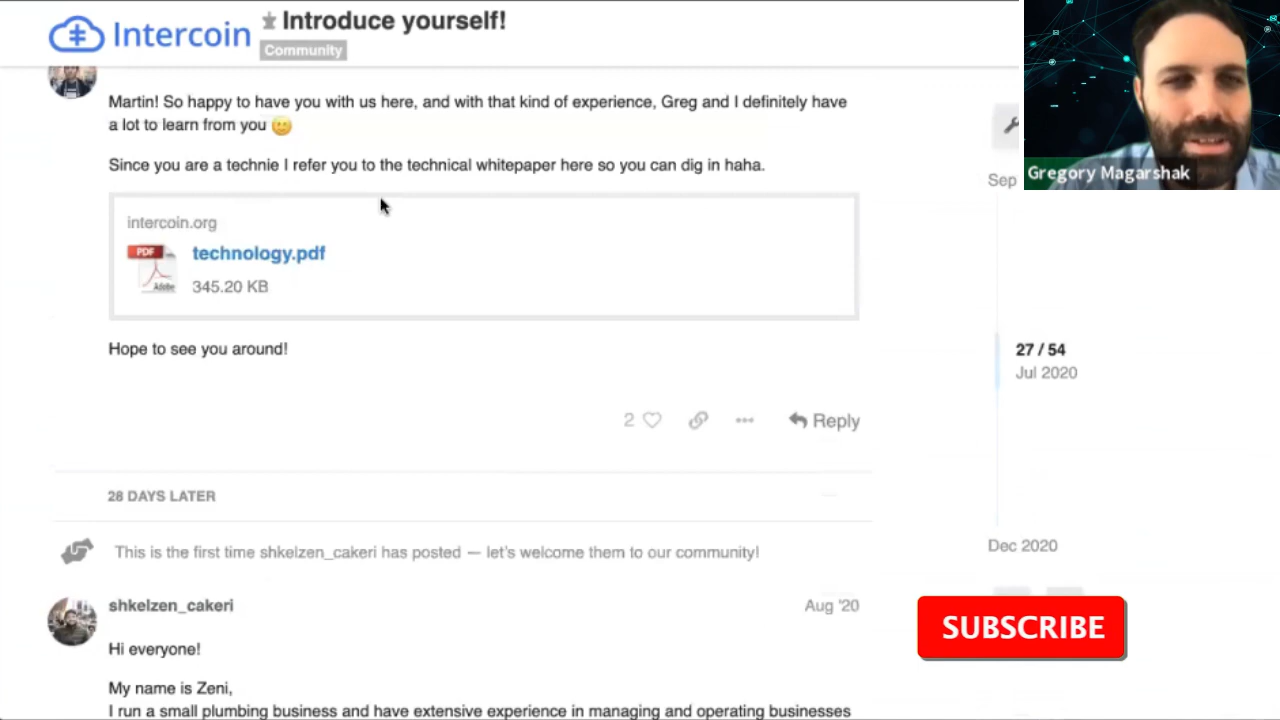 Intercoin
Introduce yourself!
Community
Gregory Magarshak
Martin! So happy to have you with us here, and with that kind of experience, Greg and I definitely have
a lot to learn from you
Since you are a technie I refer you to the technical whitepaper here so you can dig in haha.
Sep
intercoin.org
PDF
technology.pdf
Adobe
345.20 KB
Hope to see you around!
27 / 54
Jul 2020
2
Reply
28 DAYS LATER
Dec 2020
This is the first time shkelzen_cakeri has posted — let's welcome them to our community!
shkelzen_cakeri
Aug '20
SUBSCRIBE
Hi everyone!
My name is Zeni,
I run a small plumbing business and have extensive experience in managing and operating businesses